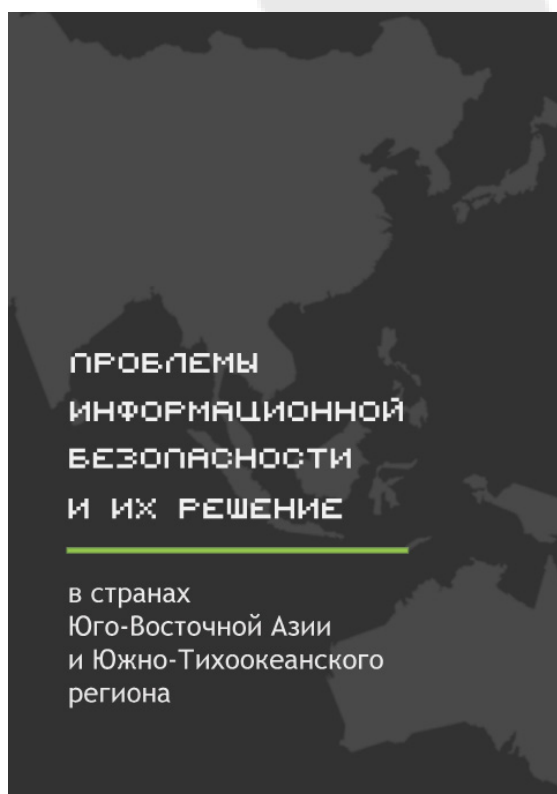 ПРОБЛЕМЫ
ИНФОРМАЦИОННОЙ
БЕЗОПАСНОСТИ
И ИХ РЕШЕНИЕ
в странах
Юго-Восточной Азии
и Южно-Тихоокеанского
региона